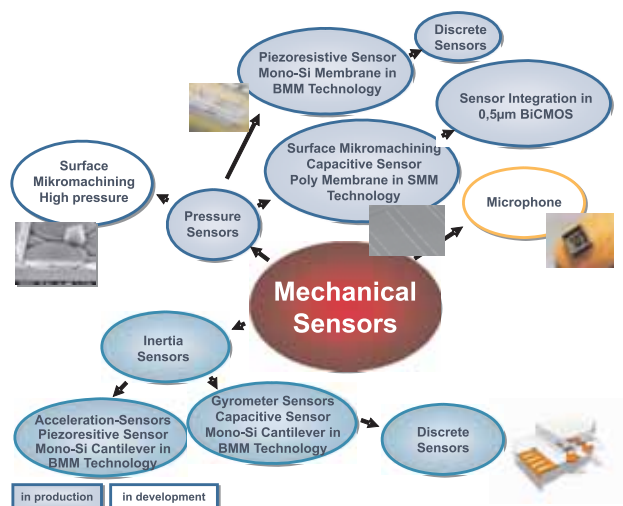 Discrete
Sensors
Piezoresistive Sensor
Mono-Si Membrane in
BMM Technology
Sensor Integration in
0,5µm BiCMOS
Surface Mikromachining
Capacitive Sensor
Poly Membrane in SMM
Technology
Surface
Mikromachining
High pressure
Microphone
Pressure
Sensors
Mechanical
Sensors
Inertia
Sensors
Acceleration-Sensors
Piezoresitive Sensor
Mono-Si Cantilever in
BMM Technology
Gyrometer Sensors
Capacitive Sensor
Mono-Si Cantilever in
BMM Technology
Discrete
Sensors
in production
in development